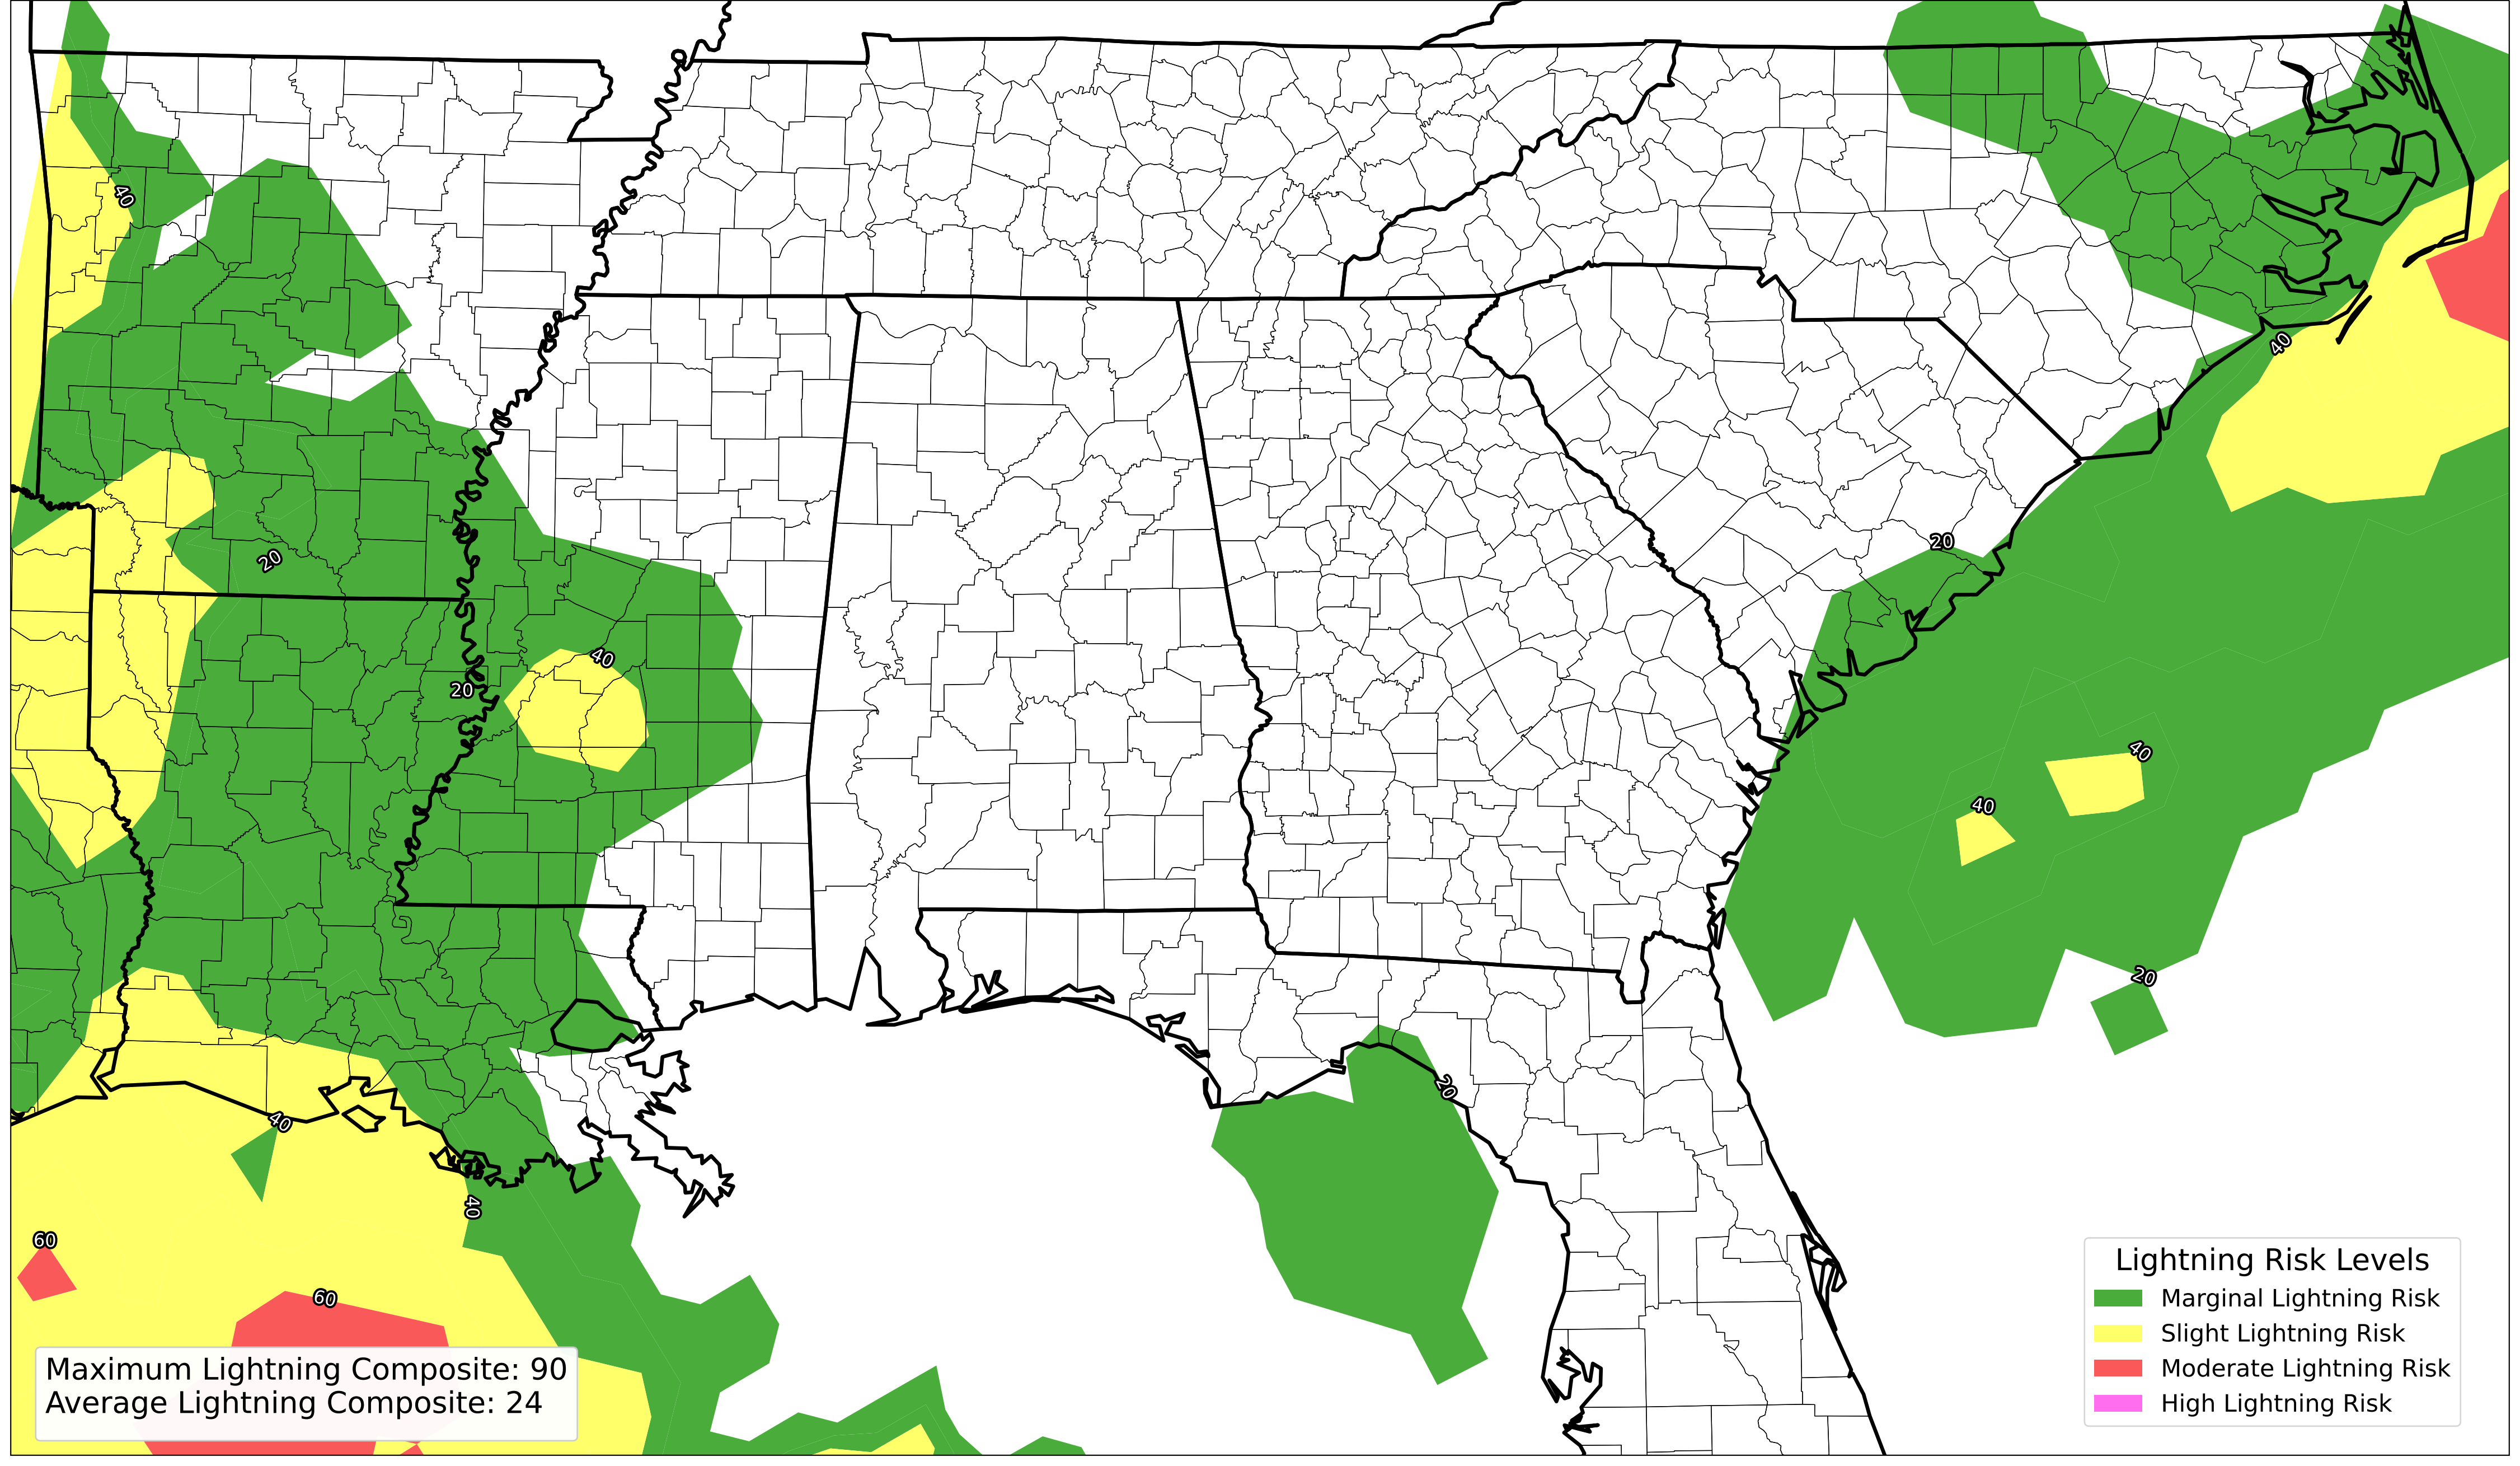 40
40
20
20
40
20
20
40
40
20
20
40
40
60
60
Lightning Risk Levels
Marginal Lightning Risk
Slight Lightning Risk
Moderate Lightning Risk
High Lightning Risk
Maximum Lightning Composite: 90
Average Lightning Composite: 24